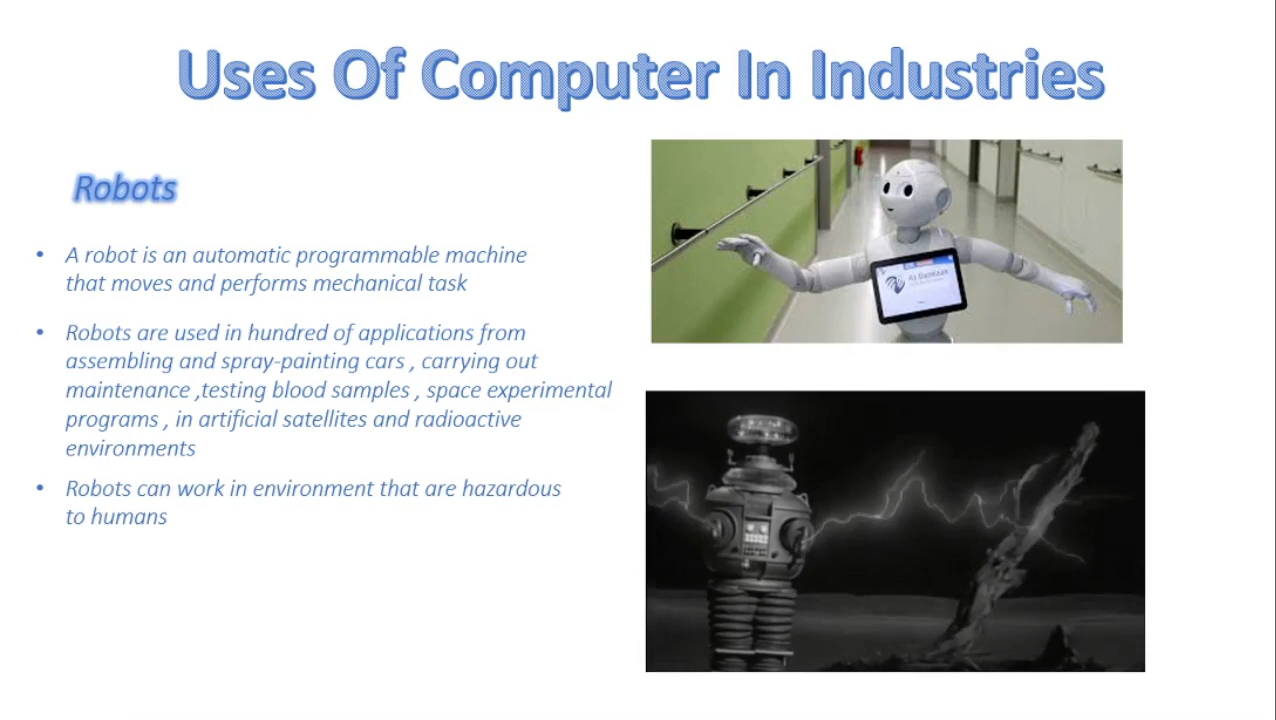 Uses Of Computer In Industries
Robots
• A robot is an automatic programmable machine
that moves and performs mechanical task
• Robots are used in hundred of applications from
assembling and spray-painting cars , carrying out
maintenance ,testing blood samples , space experimental
programs , in artificial satellites and radioactive
environments
• Robots can work in environment that are hazardous
to humans